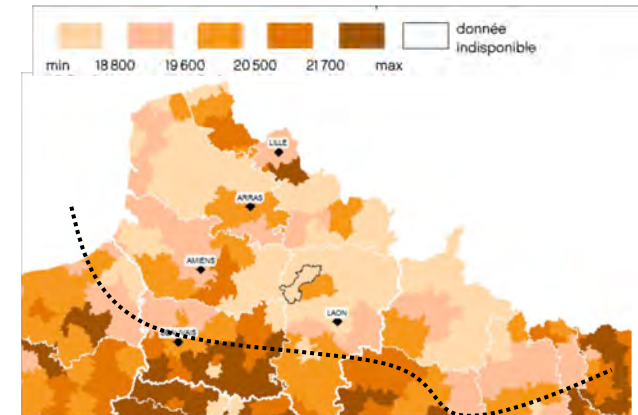 donnée
indisponible
min 18 800 19 600 20 500 21 700 max
LILLE
ARRAS
AMIENS
LAON